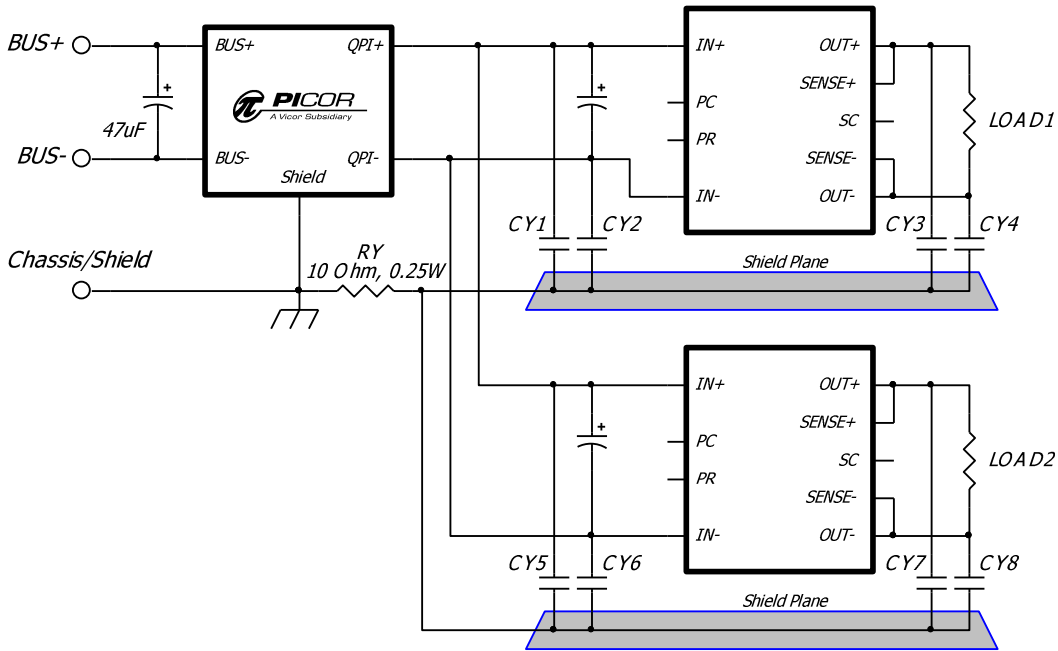 BUS+
BUS+ QPI+
IN+ OUT+
SENSE+
PICOR
A Vicor Subsidiary
PC
SC
LOAD1
47uF
PR
BUS-
BUS- QPI-
SENSE-
Shield
IN- OUT-
CY1 CY2 CY3 CY4
Chassis/Shield
RY
10 Ohm, 0.25W
Shield Plane
IN+ OUT+
SENSE+
PC
SC
LOAD2
PR
SENSE-
IN- OUT-
CY5 CY6 CY7 CY8
Shield Plane